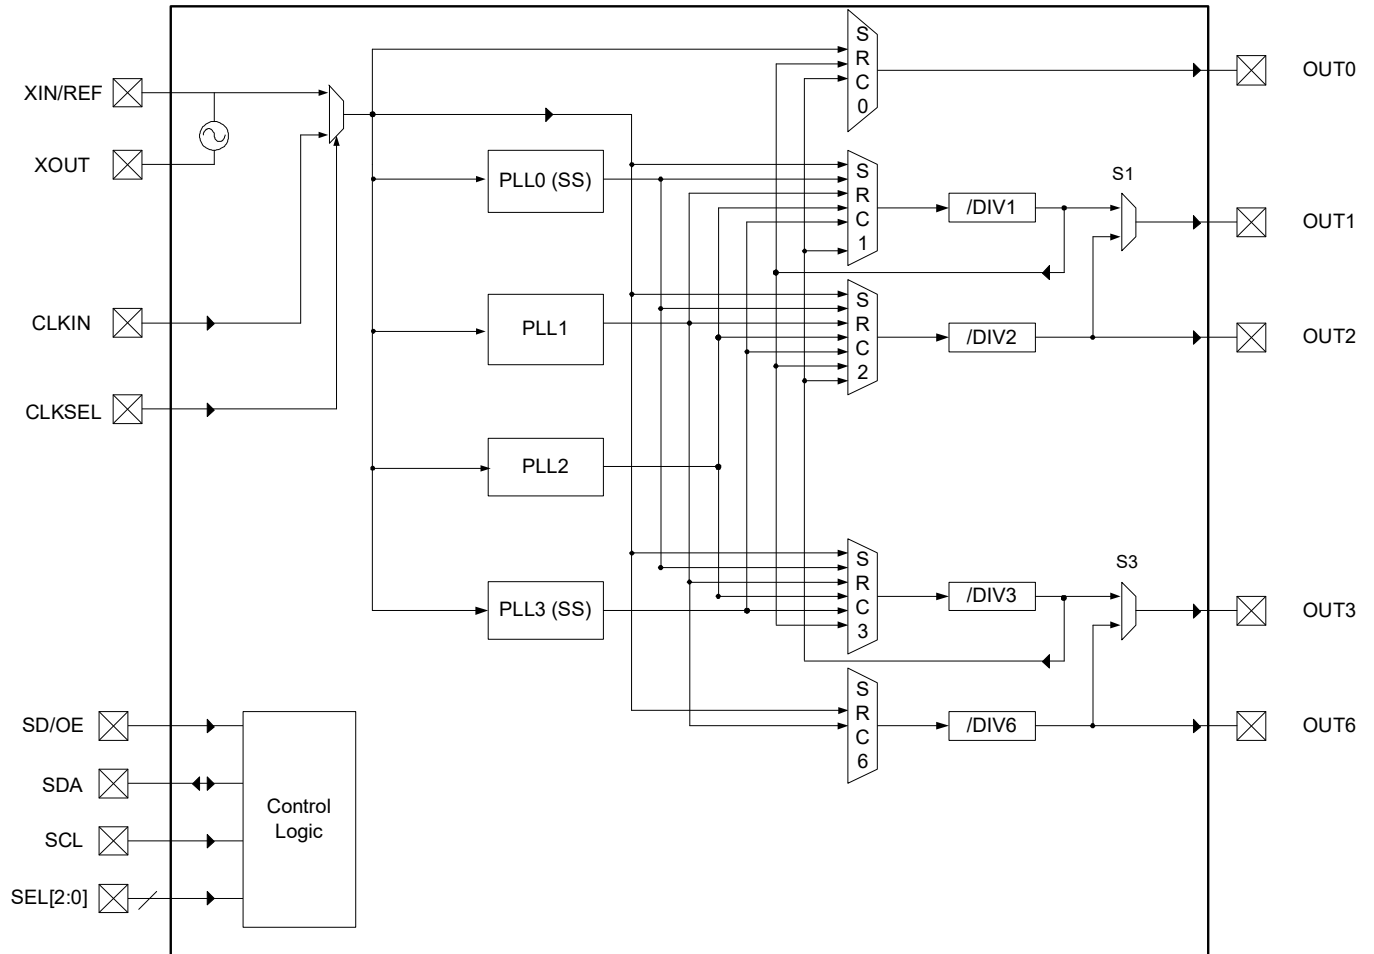 S
R
C
0
OUT0
XIN/REF
XOUT
PLL0 (SS)
S
R
C
1
/DIV1
S1
OUT1
CLKIN
PLL1
S
R
C
2
/DIV2
OUT2
CLKSEL
PLL2
S
R
C
3
/DIV3
S3
OUT3
PLL3 (SS)
S
R
C
6
/DIV6
OUT6
SD/OE
SDA
SCL
SEL[2:0]
Control
Logic